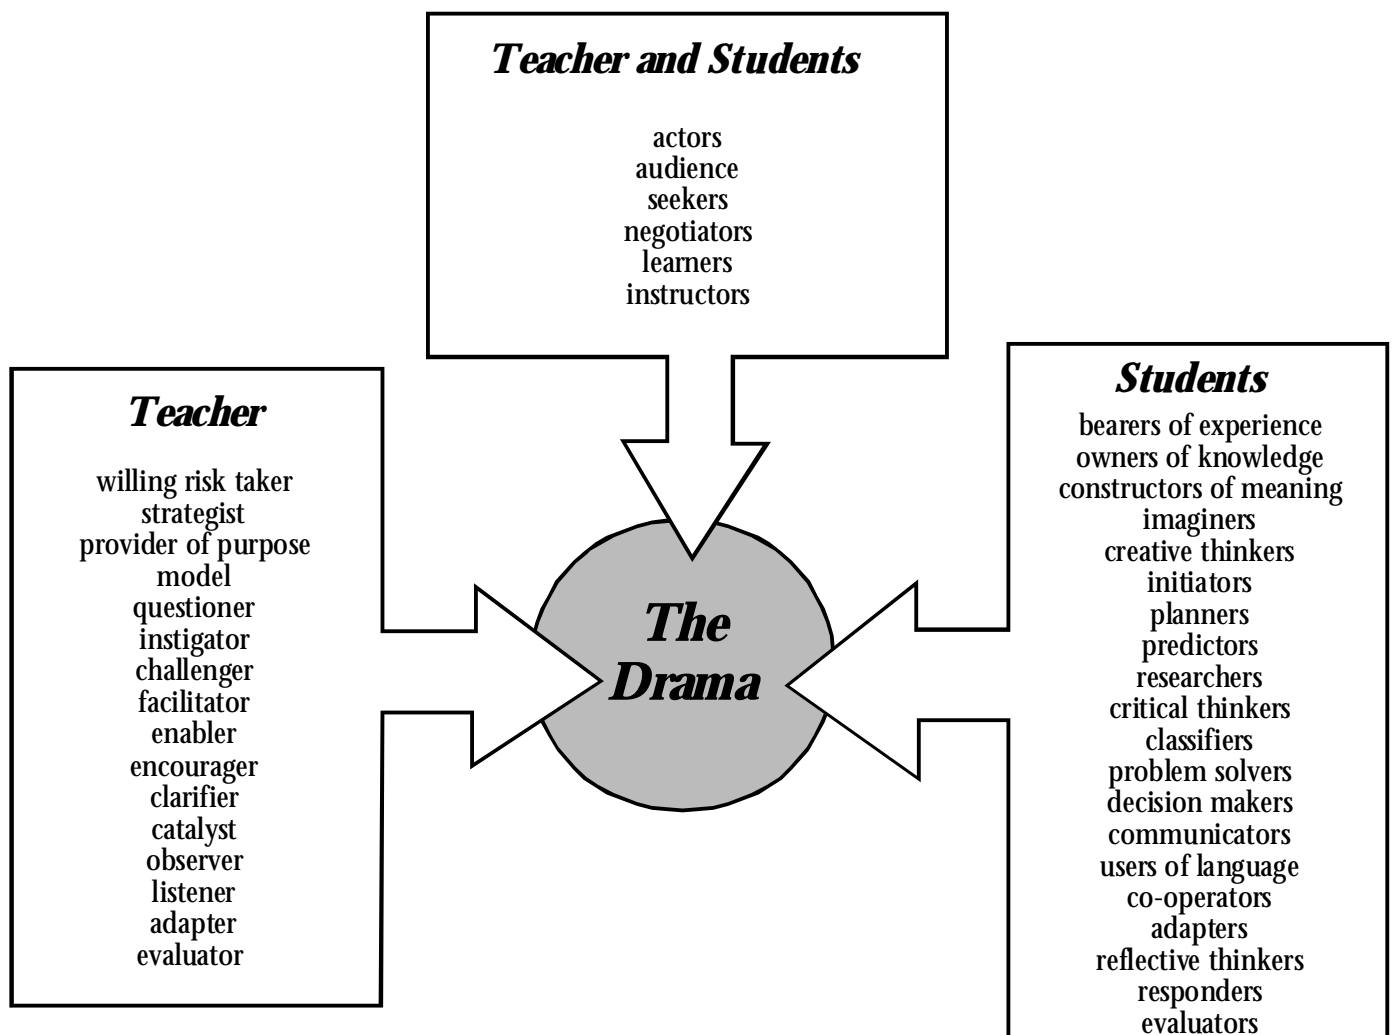 Teacher and Students
actors
audience
seekers
negotiators
learners
instructors
Teacher
willing risk taker
strategist
provider of purpose
model
questioner
instigator
challenger
facilitator
enabler
encourager
clarifier
catalyst
observer
listener
adapter
evaluator
The
Drama
Students
bearers of experience
owners of knowledge
constructors of meaning
imaginers
creative thinkers
initiators
planners
predictors
researchers
critical thinkers
classifiers
problem solvers
decision makers
communicators
users of language
co-operators
adapters
reflective thinkers
responders
evaluators